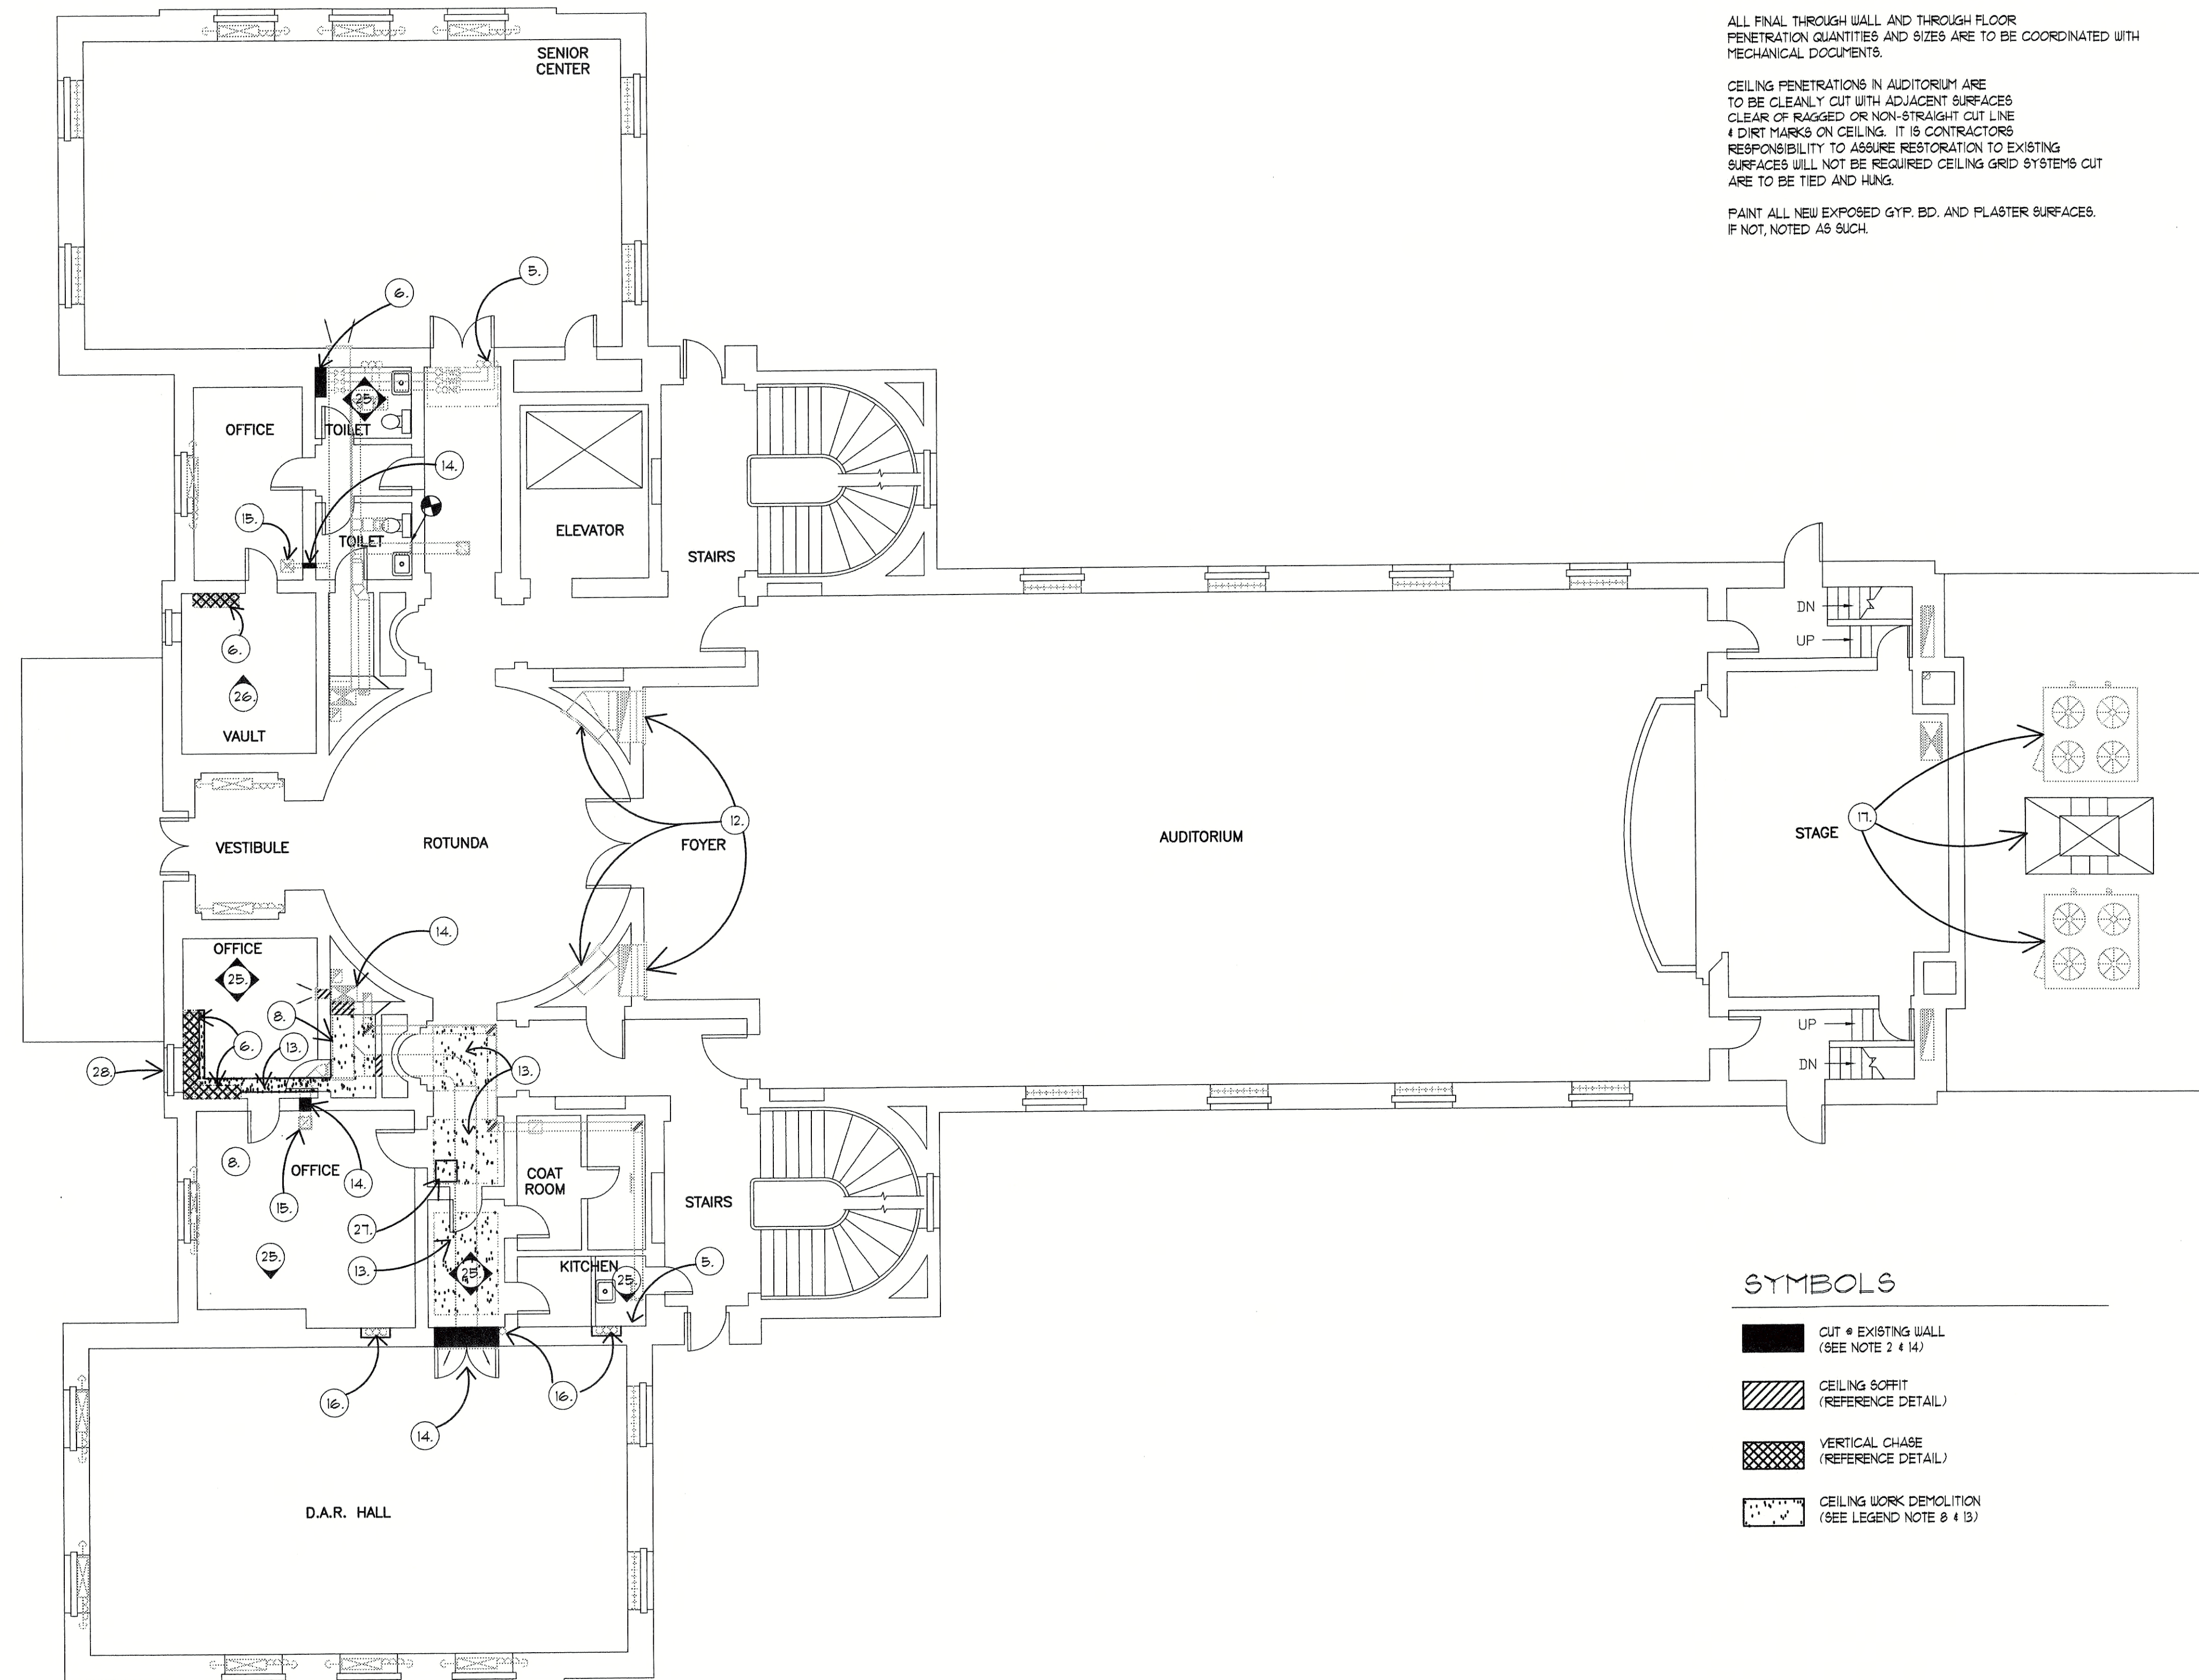 ALL FINAL THROUGH WALL AND THROUGH FLOOR
PENETRATION QUANTITIES AND SIZES ARE TO BE COORDINATED WITH
MECHANICAL DOCUMENTS.
CEILING PENETRATIONS IN AUDITORIUM ARE
TO BE CLEANLY CUT WITH ADJACENT SURFACES
CLEAR OF RAGGED OR NON-STRAIGHT CUT LINE
& DIRT MARKS ON CEILING. IT IS CONTRACTORS
RESPONSIBILITY TO ASSURE RESTORATION TO EXISTING
SURFACES WILL NOT BE REQUIRED CEILING GRID SYSTEMS CUT
ARE TO BE TIED AND HUNG.
PAINT ALL NEW EXPOSED GYP. BD. AND PLASTER SURFACES.
IF NOT, NOTED AS SUCH.
SENIOR
CENTER
5.
6.
25.
OFFICE
TOILET
14.
15.
ELEVATOR
TOILET
STAIRS
DN
UP
6.
26.
VAULT
12.
17.
VESTIBULE
ROTUNDA
FOYER
AUDITORIUM
STAGE
14.
OFFICE
25.
8.
6.
13.
28.
13.
UP
DN
8.
OFFICE
14.
15.
COAT
ROOM
STAIRS
27.
25.
13.
25.
KITCHEN
25.
5.
16.
16.
14.
D.A.R. HALL
SYMBOLS
CUT @ EXISTING WALL
(SEE NOTE 2 & 14)
CEILING SOFFIT
(REFERENCE DETAIL)
VERTICAL CHASE
(REFERENCE DETAIL)
CEILING WORK DEMOLITION
(SEE LEGEND NOTE 8 & 13)